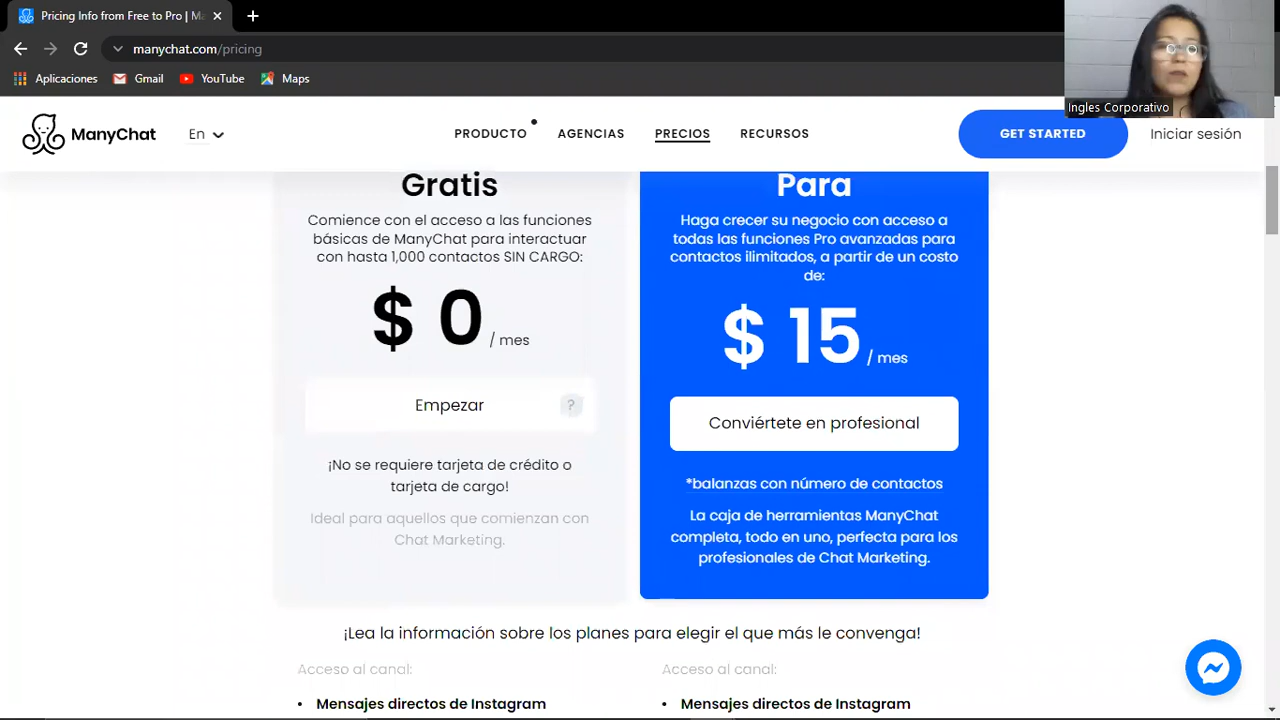 Pricing Info from Free to Pro | M
manychat.com/pricing
Aplicaciones
Gmail
YouTube
Maps
Ingles Corporativo
ManyChat
En
PRODUCTO
AGENCIAS
PRECIOS
RECURSOS
GET STARTED
Iniciar sesión
Gratis
Comience con el acceso a las funciones
básicas de ManyChat para interactuar
con hasta 1,000 contactos SIN CARGO:
$ 0 / mes
Empezar
?
¡No se requiere tarjeta de crédito o
tarjeta de cargo!
Ideal para aquellos que comienzan con
Chat Marketing.
Para
Haga crecer su negocio con acceso a
todas las funciones Pro avanzadas para
contactos ilimitados, a partir de un costo
de:
$ 15 / mes
Conviértete en profesional
*balanzas con número de contactos
La caja de herramientas ManyChat
completa, todo en uno, perfecta para los
profesionales de Chat Marketing.
¡Lea la información sobre los planes para elegir el que más le convenga!
Acceso al canal:
• Mensajes directos de Instagram
Acceso al canal:
• Mensajes directos de Instagram